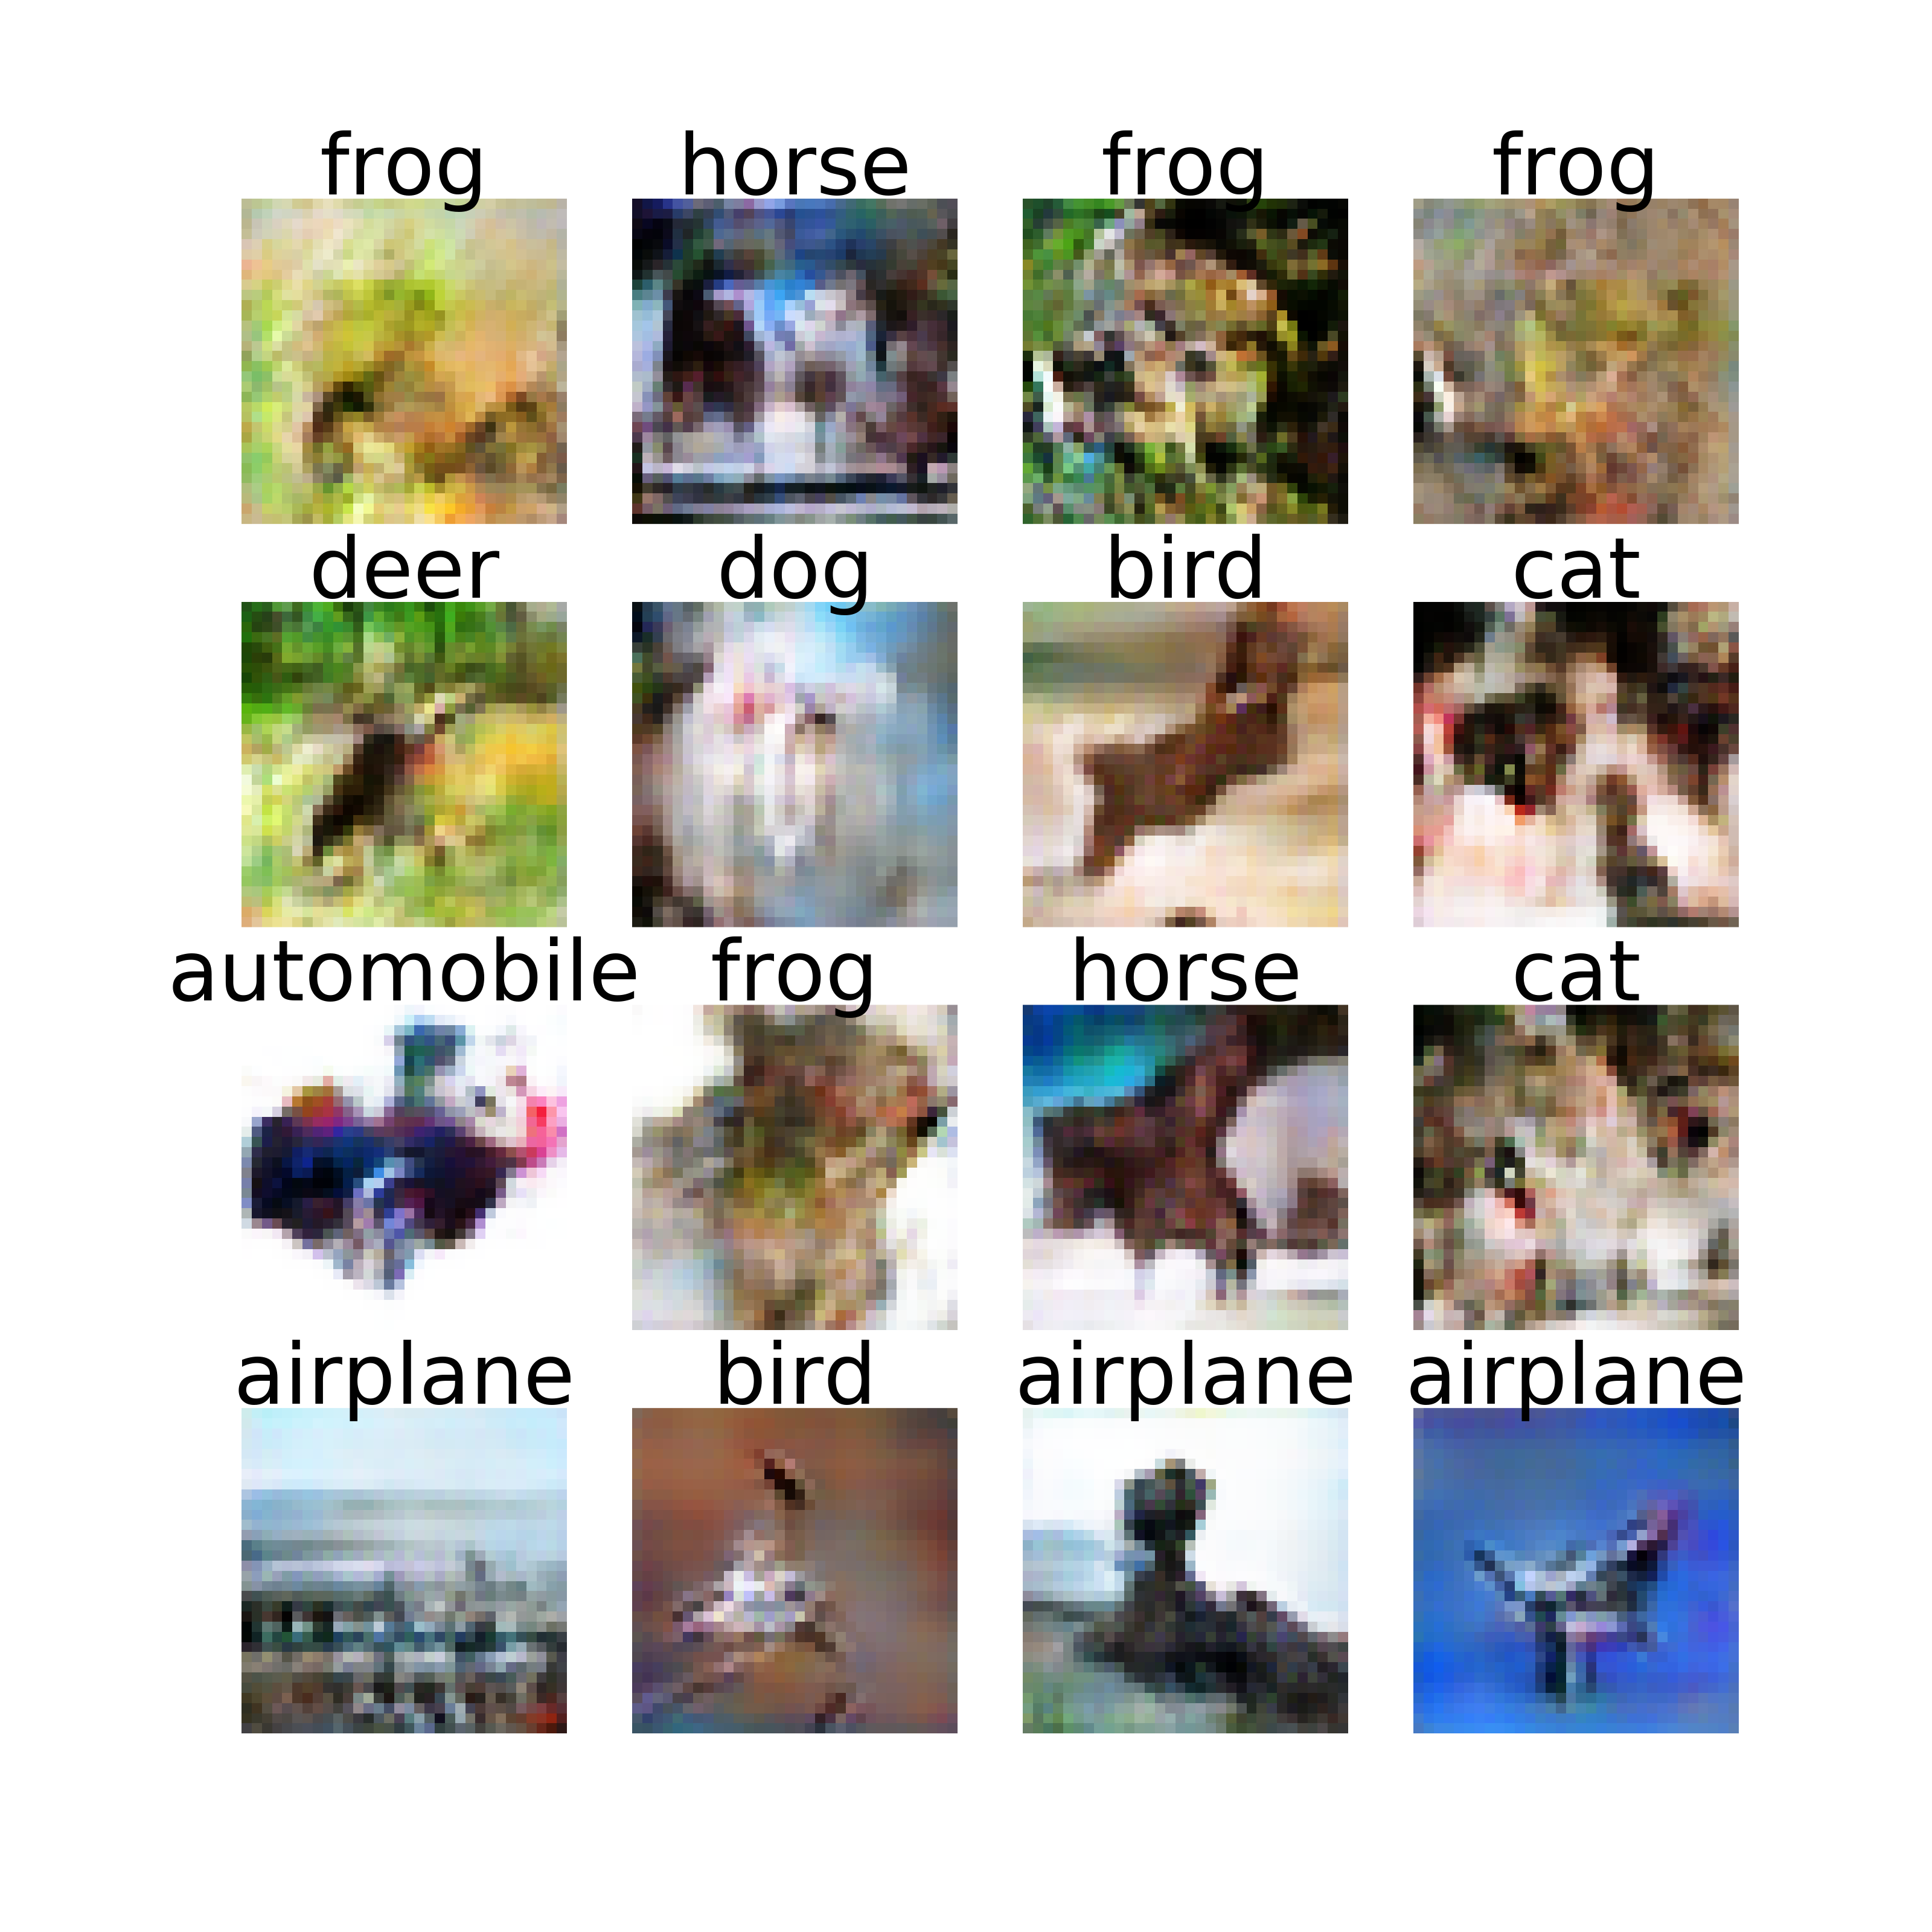 frog horse frog frog
deer dog bird cat
automobile frog horse cat
airplane bird airplane airplane